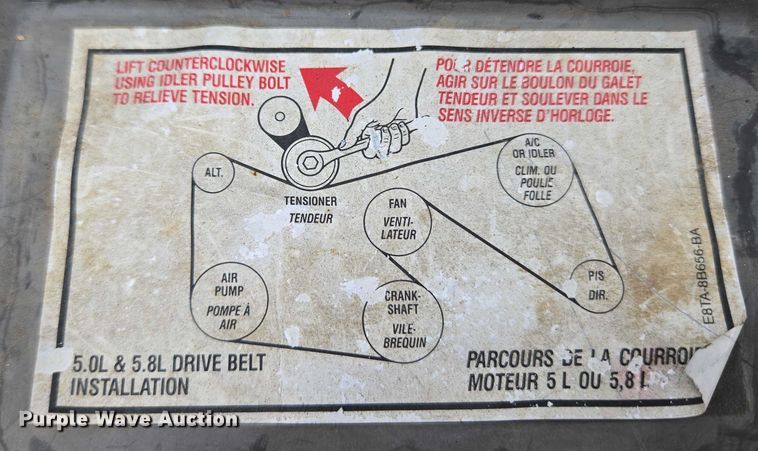 LIFT COUNTERCLOCKWISE
USING IDLER PULLEY BOLT
TO RELIEVE TENSION.
POUR DÉTENDRE LA COURROIE,
AGIR SUR LE BOULON DU GALET
TENDEUR ET SOULEVER DANS LE
SENS INVERSE D'HORLOGE.
ALT.
TENSIONER
TENDEUR
A/C
OR IDLER
CLIM. OU
POULIE
FOLLE
FAN
VENTI-
LATEUR
AIR
PUMP
POMPE À
AIR
CRANK-
SHAFT
VILE-
BREQUIN
P/S
DIR.
E8TA-8B656-BA
5.0L & 5.8L DRIVE BELT
INSTALLATION
PARCOURS DE LA COURROIE
MOTEUR 5 L OU 5,8 L
Purple Wave Auction